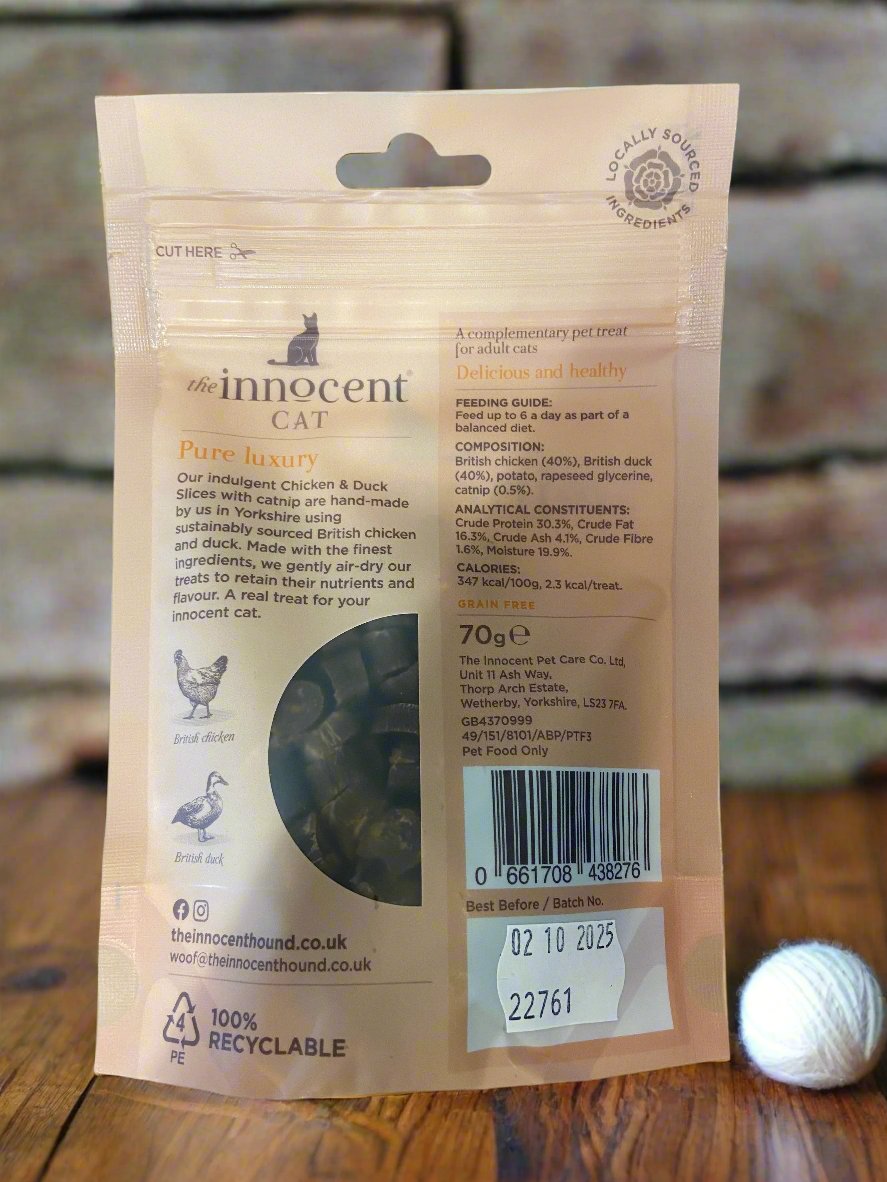 LOCALLY SOURCED
INGREDIENTS
CUT HERE
the innocent®
CAT
Pure luxury
Our indulgent Chicken & Duck
Slices with catnip are hand-made
by us in Yorkshire using
sustainably sourced British chicken
and duck. Made with the finest
ingredients, we gently air-dry our
treats to retain their nutrients and
flavour. A real treat for your
innocent cat.
British chicken
British duck
theinnocenthound.co.uk
woof@theinnocenthound.co.uk
4
PE
100%
RECYCLABLE
A complementary pet treat
for adult cats
Delicious and healthy
FEEDING GUIDE:
Feed up to 6 a day as part of a
balanced diet.
COMPOSITION:
British chicken (40%), British duck
(40%), potato, rapeseed glycerine,
catnip (0.5%).
ANALYTICAL CONSTITUENTS:
Crude Protein 30.3%, Crude Fat
16.3%, Crude Ash 4.1%, Crude Fibre
1.6%, Moisture 19.9%.
CALORIES:
347 kcal/100g, 2.3 kcal/treat.
GRAIN FREE
70g℮
The Innocent Pet Care Co. Ltd,
Unit 11 Ash Way,
Thorp Arch Estate,
Wetherby, Yorkshire, LS23 7FA.
GB4370999
49/151/8101/ABP/PTF3
Pet Food Only
0 661708 438276
Best Before / Batch No.
02 10 2025
22761